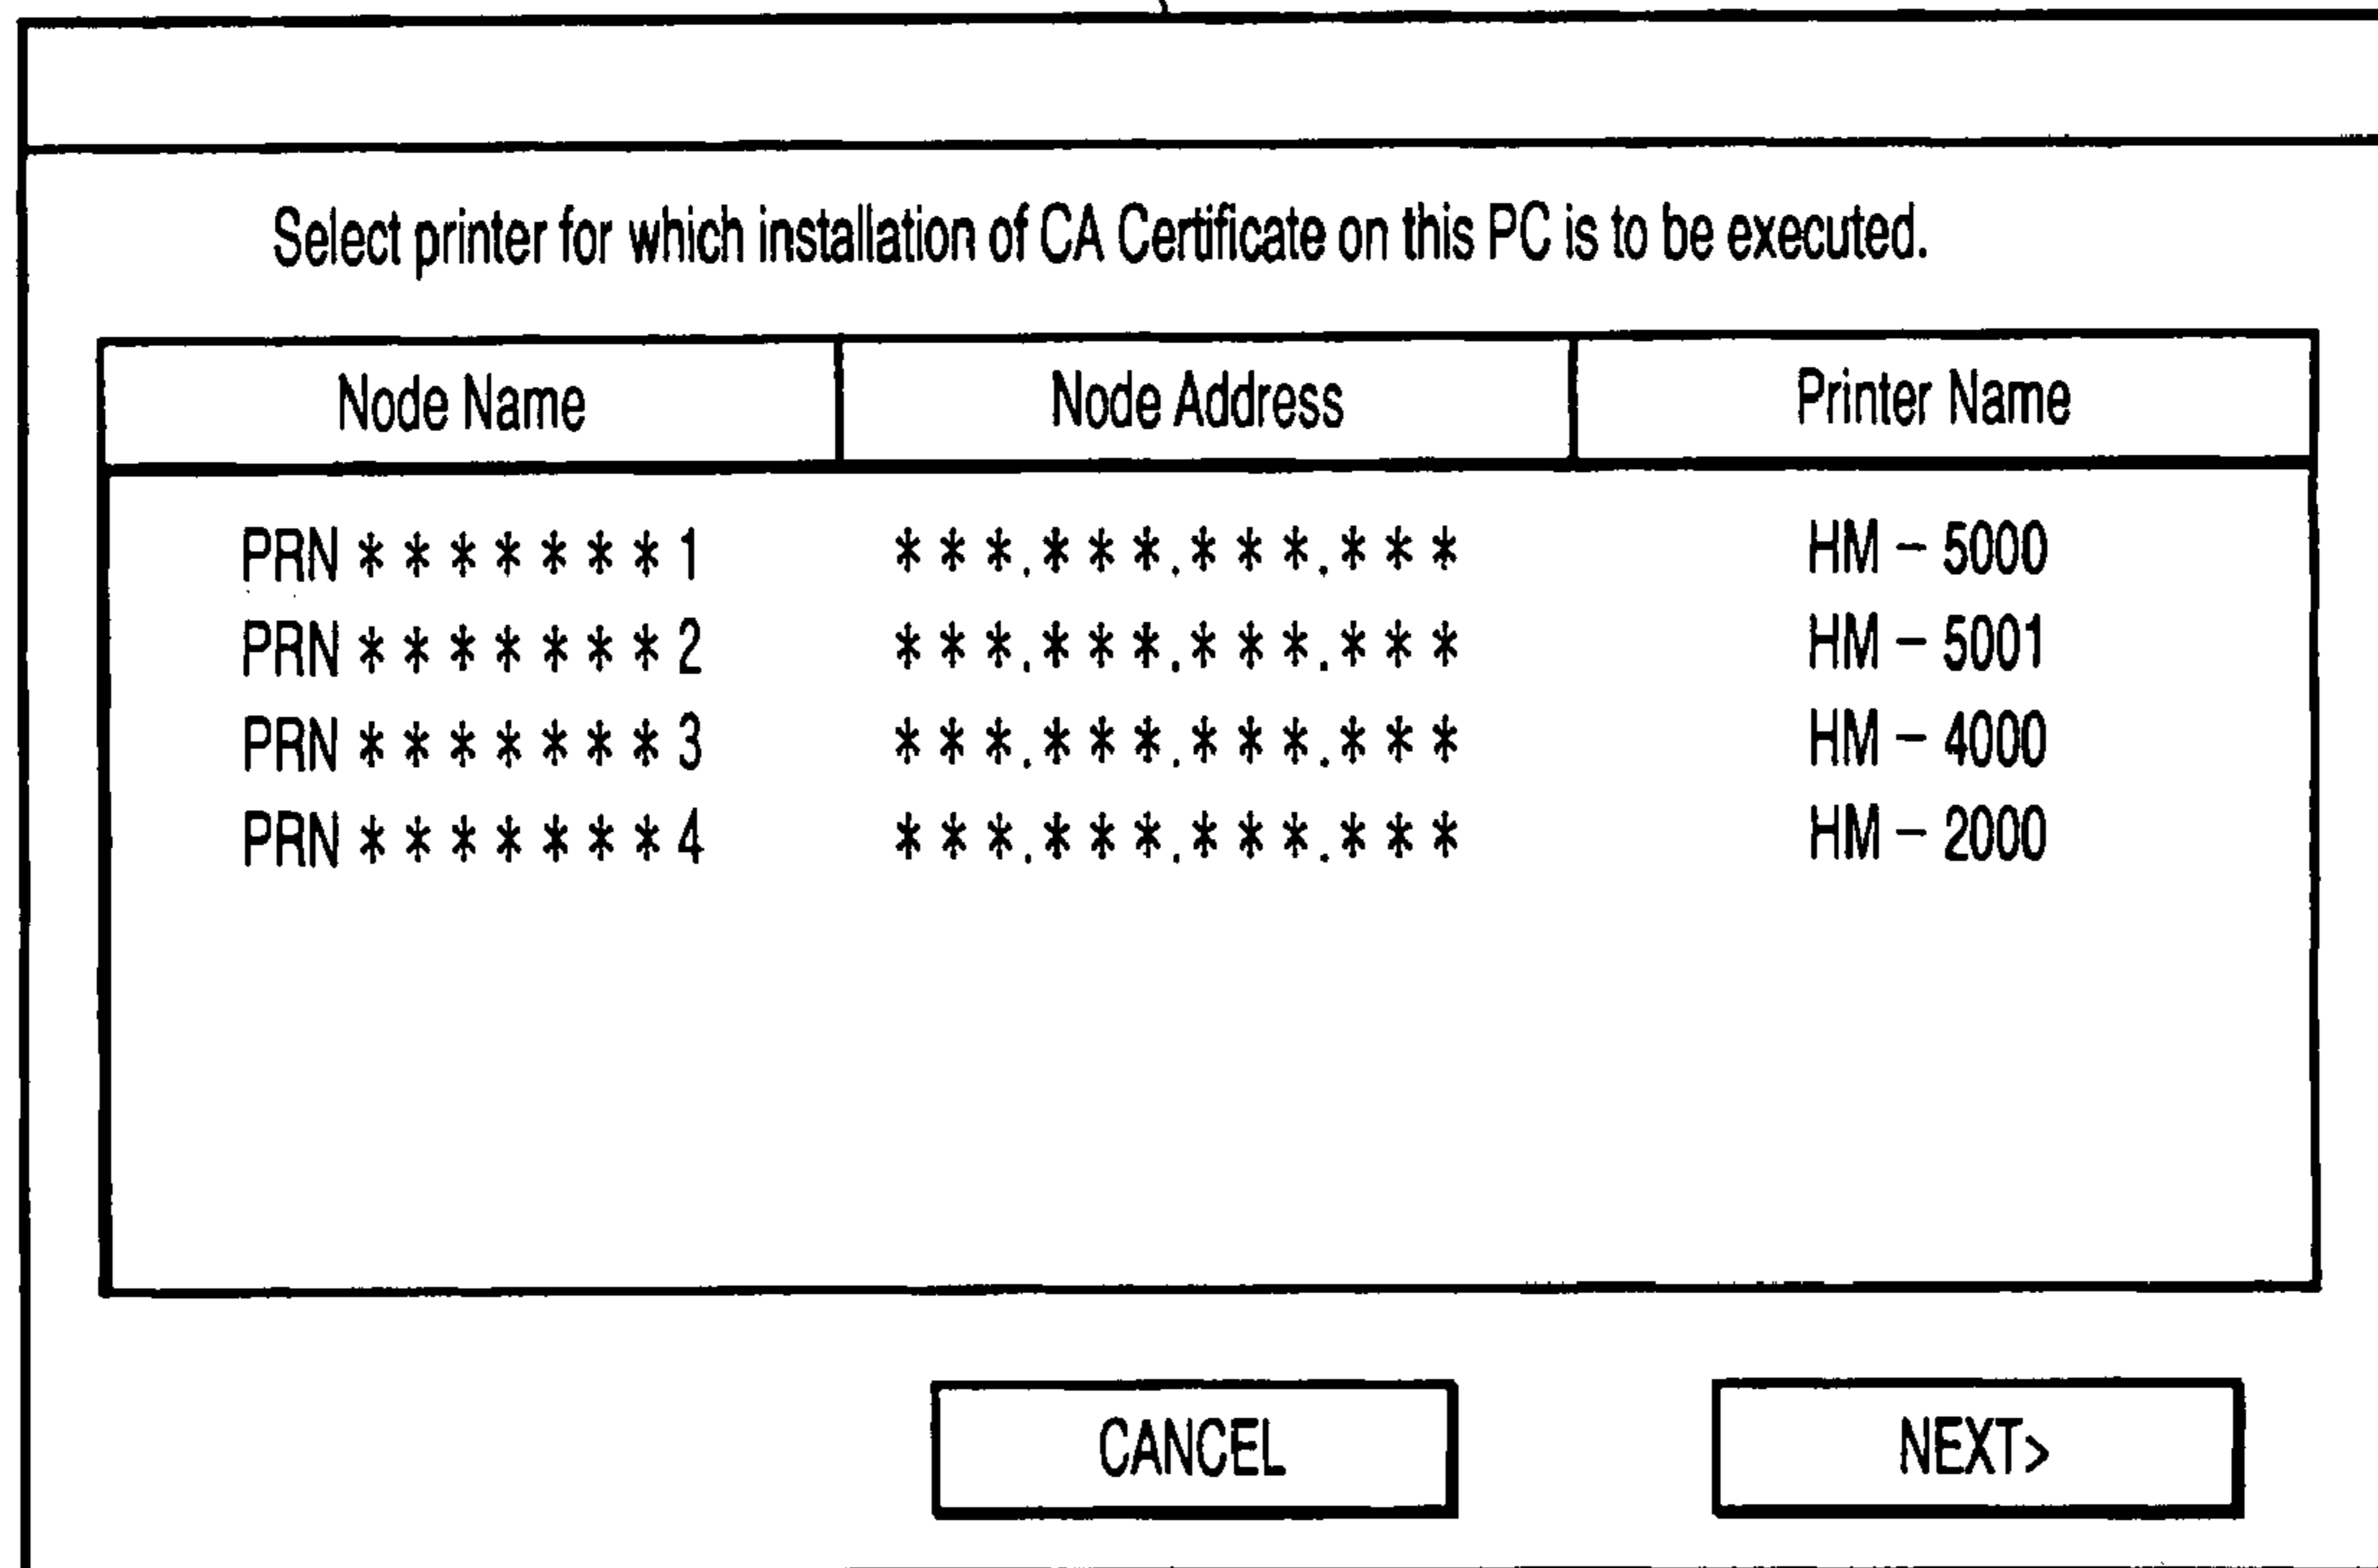 Select printer for which installation of CA Certificate on this PC is to be executed.
Node Name Node Address Printer Name
PRN * * * * * * * 1 * * *.* * *.* * *.* * * HM – 5000
PRN * * * * * * * 2 * * *.* * *.* * *.* * * HM – 5001
PRN * * * * * * * 3 * * *.* * *.* * *.* * * HM – 4000
PRN * * * * * * * 4 * * *.* * *.* * *.* * * HM – 2000
CANCEL NEXT>